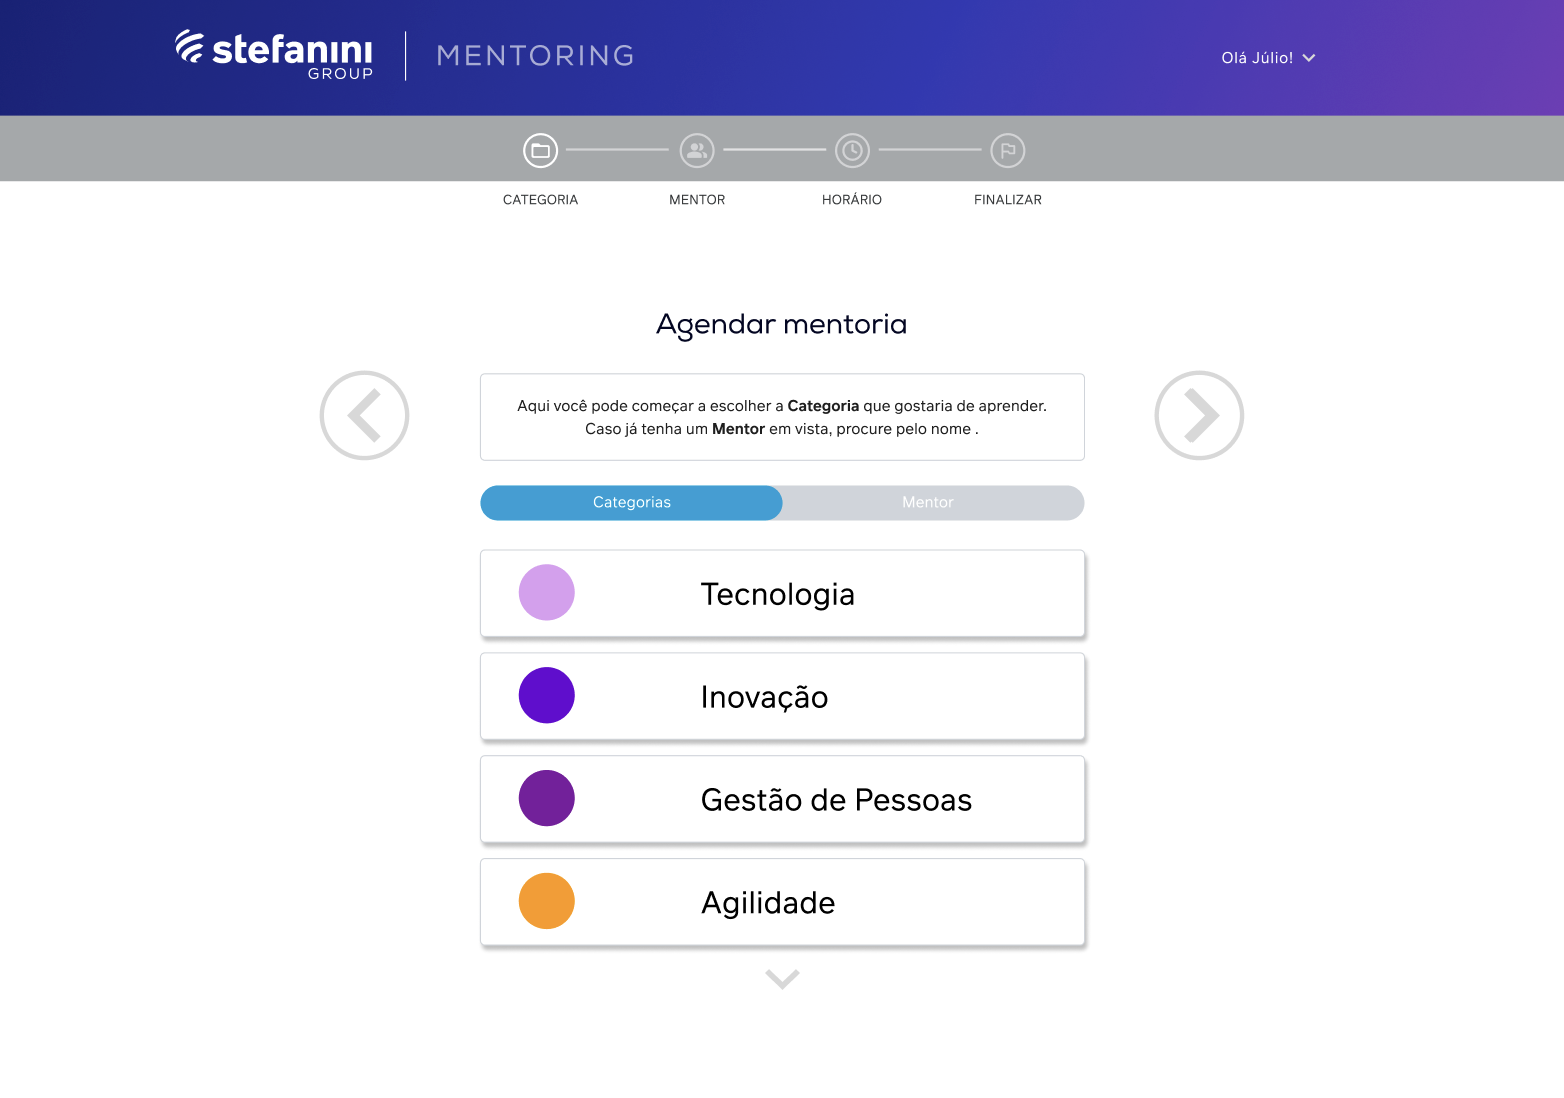 stefanini
GROUP
MENTORING
Olá Júlio!
CATEGORIA
MENTOR
HORÁRIO
FINALIZAR
Agendar mentoria
Aqui você pode começar a escolher a Categoria que gostaria de aprender.
Caso já tenha um Mentor em vista, procure pelo nome .
Categorias
Mentor
Tecnologia
Inovação
Gestão de Pessoas
Agilidade